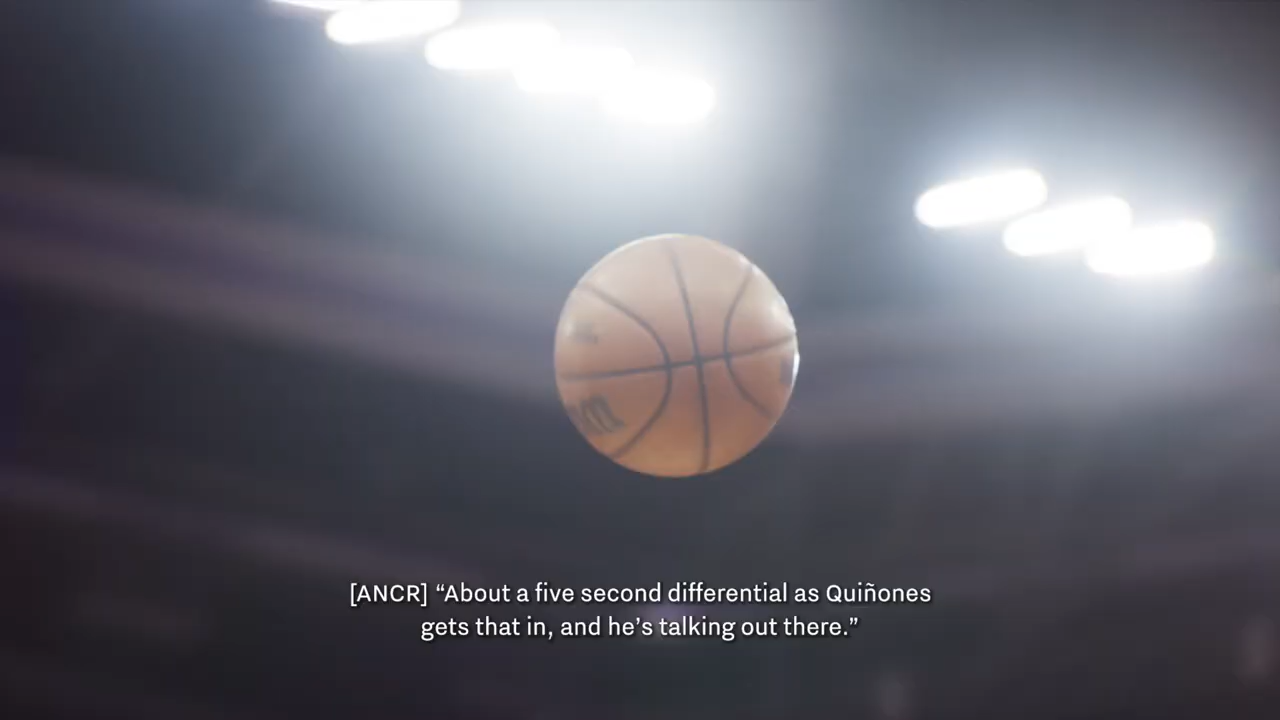 [ANCR] “About a five second differential as Quiñones
gets that in, and he’s talking out there.”